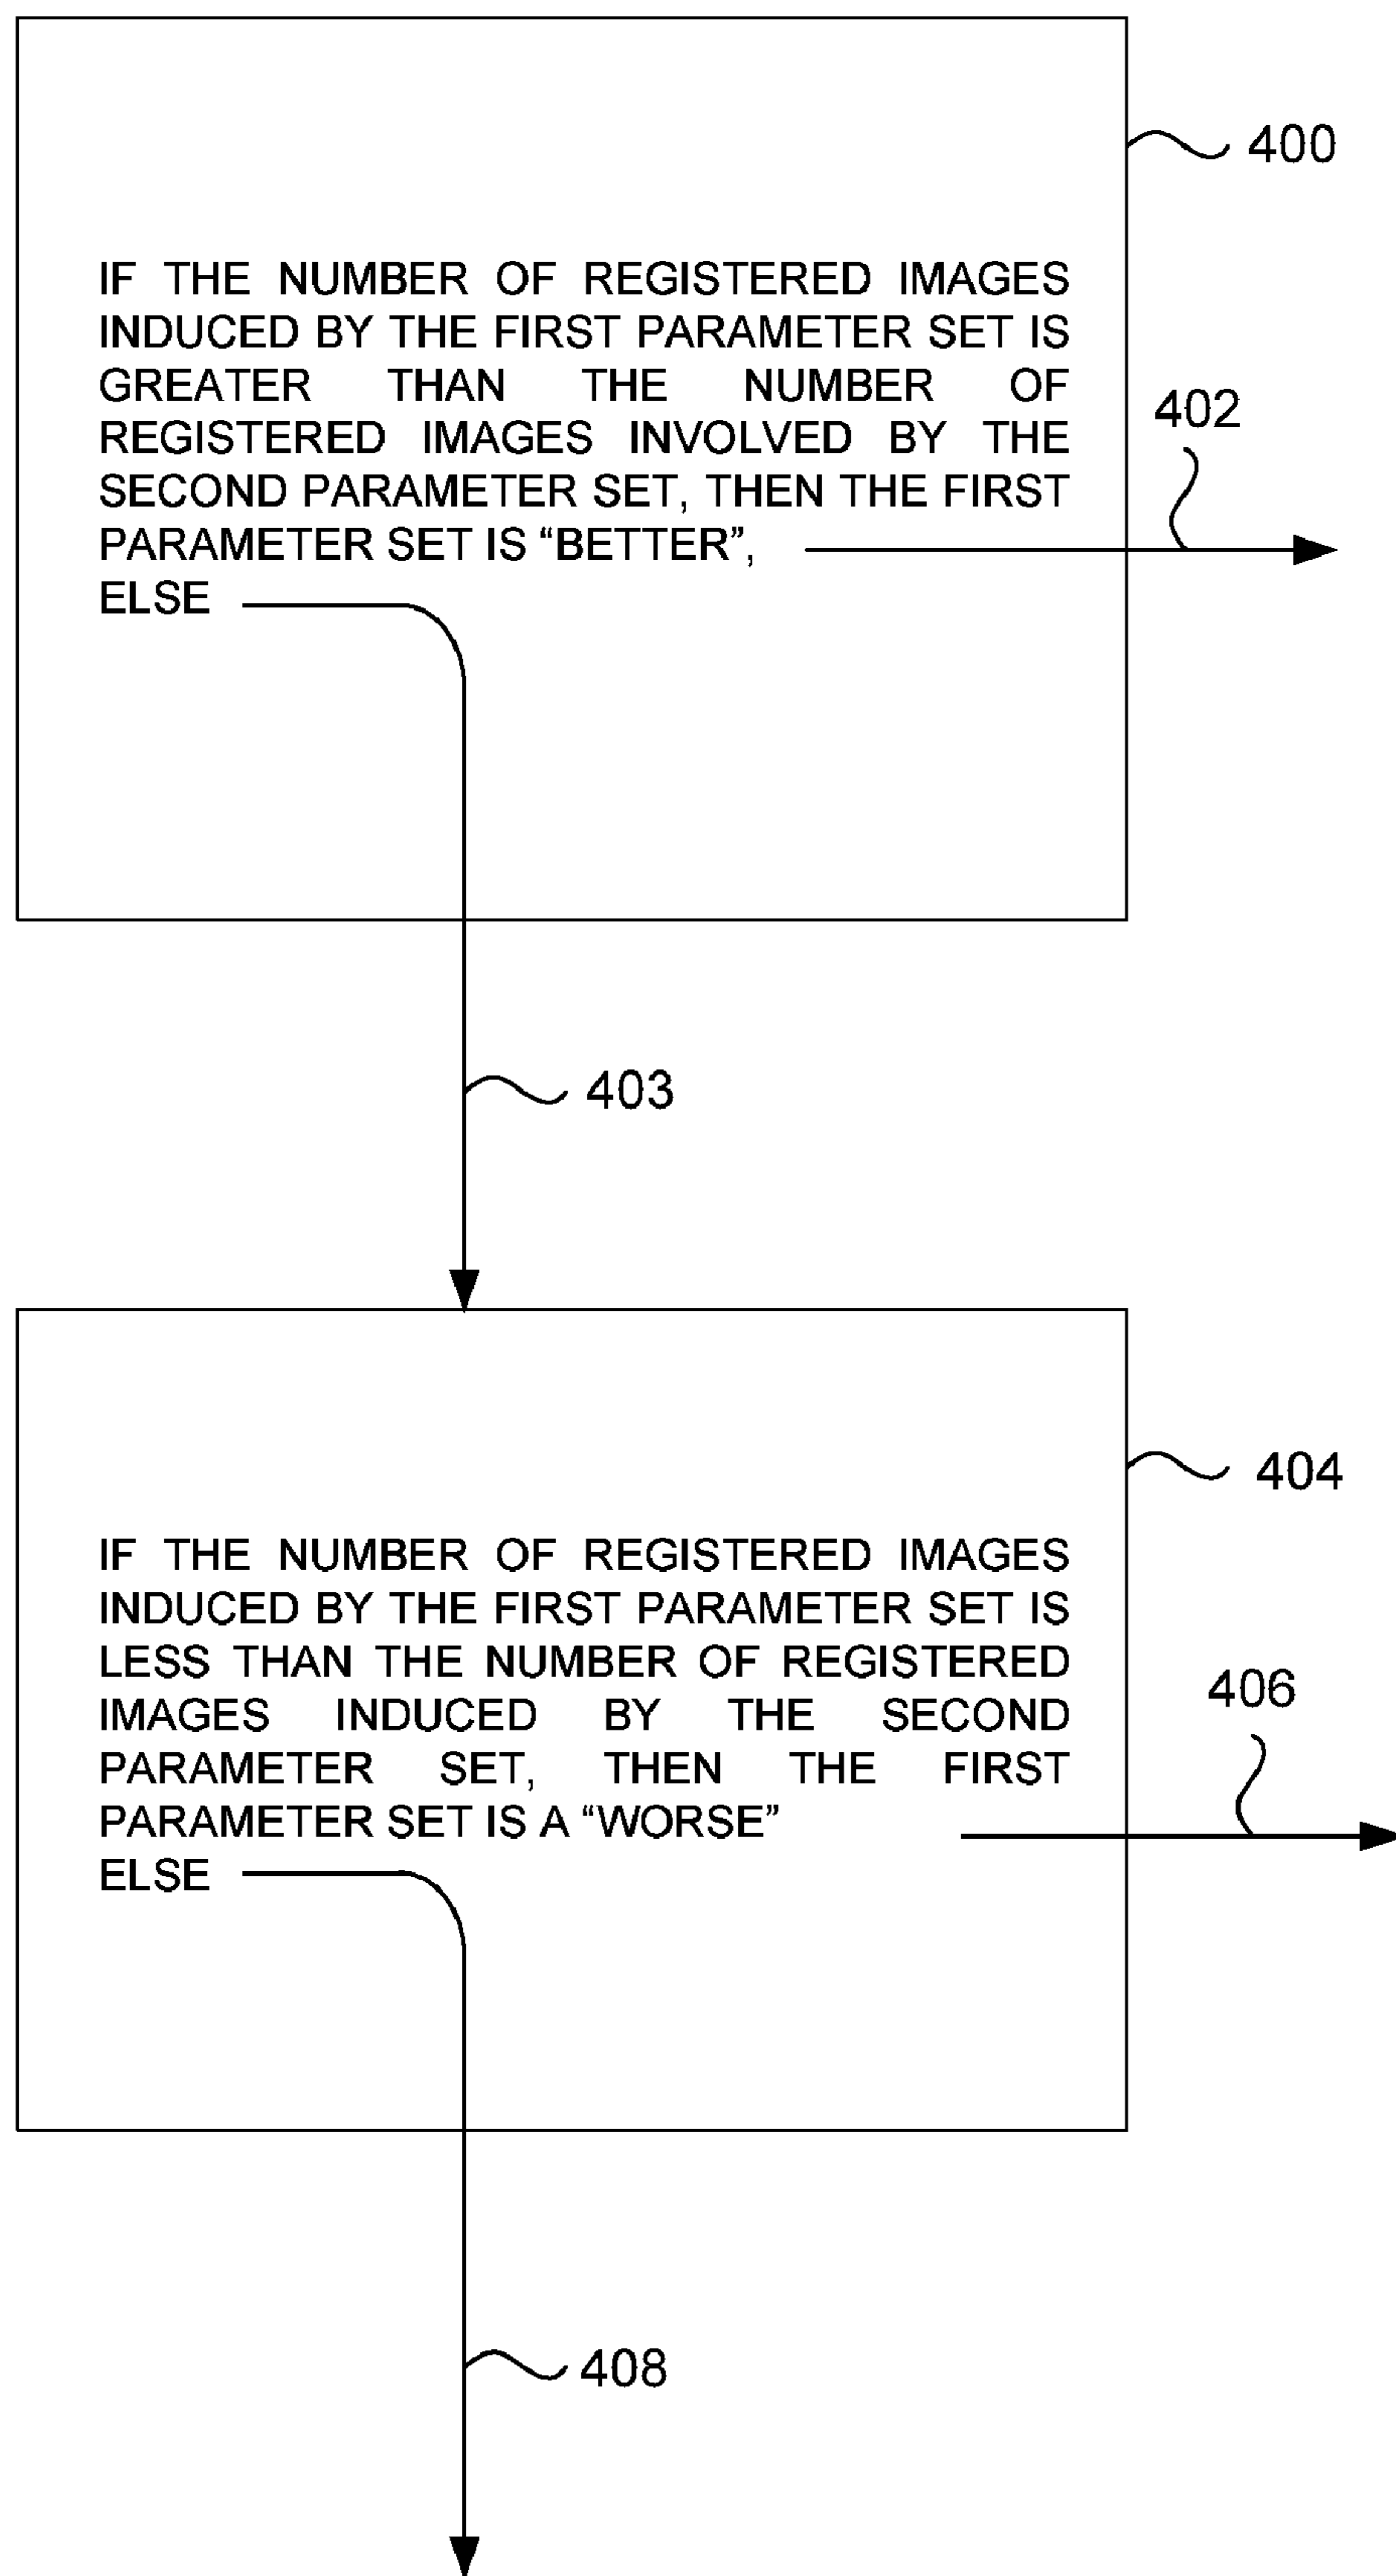 400
IF THE NUMBER OF REGISTERED IMAGES
INDUCED BY THE FIRST PARAMETER SET IS
GREATER THAN THE NUMBER OF
REGISTERED IMAGES INVOLVED BY THE
SECOND PARAMETER SET, THEN THE FIRST
PARAMETER SET IS “BETTER”,
ELSE
402
403
404
IF THE NUMBER OF REGISTERED IMAGES
INDUCED BY THE FIRST PARAMETER SET IS
LESS THAN THE NUMBER OF REGISTERED
IMAGES INDUCED BY THE SECOND
PARAMETER SET, THEN THE FIRST
PARAMETER SET IS A “WORSE”
ELSE
406
408